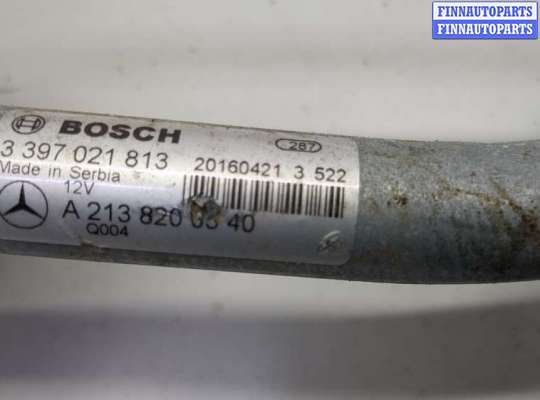 FINNAUTOPARTS
FINNAUTOPARTS
BOSCH
287
3 397 021 813
20160421 3 522
Made in Serbia
12V
A 213 820 40
Q004